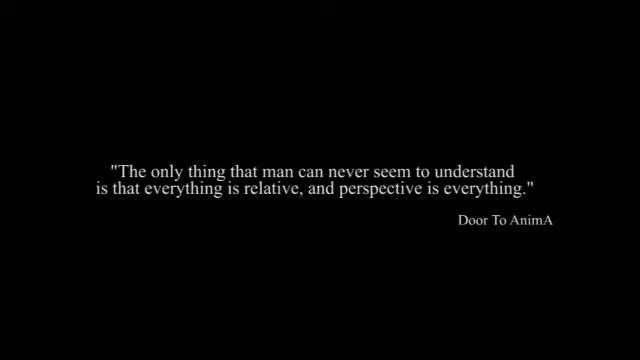 "The only thing that man can never seem to understand
is that everything is relative, and perspective is everything."
Door To AnimA